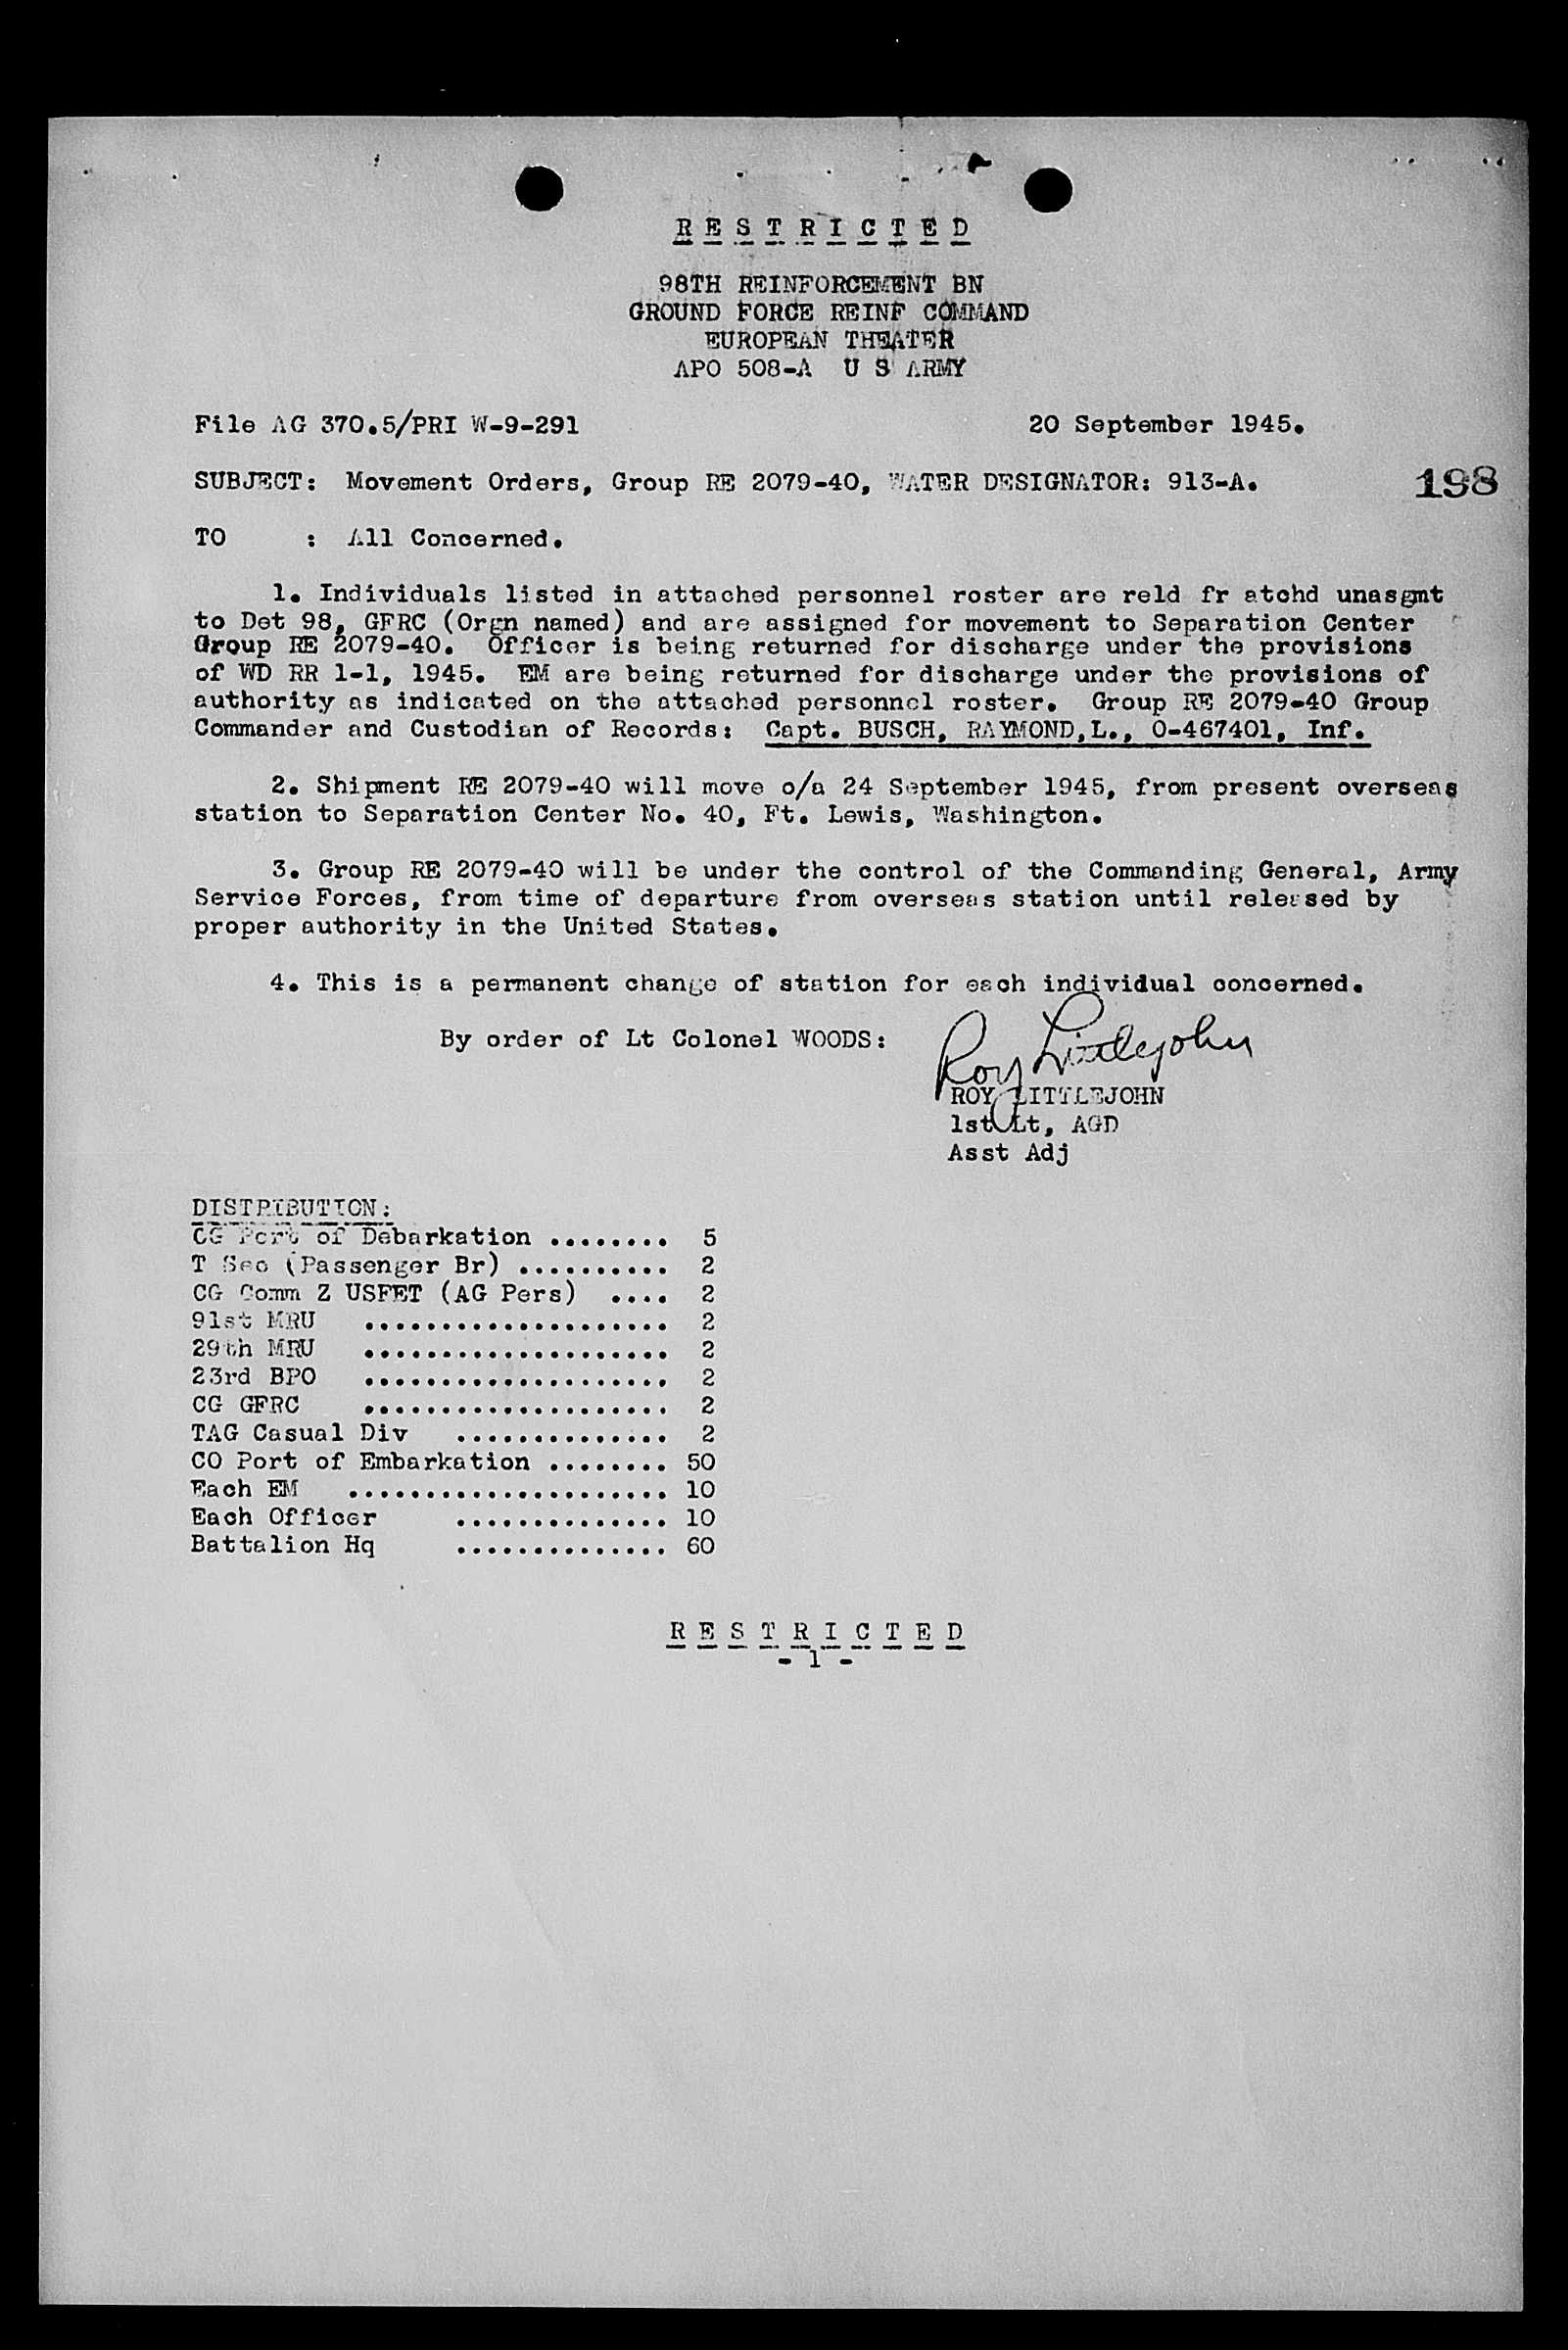 R E S T R I C T E D
98TH REINFORCEMENT BN
GROUND FORCE REINF COMMAND
EUROPEAN THEATER
APO 508-A U S ARMY
File AG 370.5/PRI W-9-291 20 September 1945.
SUBJECT: Movement Orders, Group RE 2079-40, WATER DESIGNATOR: 913-A. 198
TO : All Concerned.
1. Individuals listed in attached personnel roster are reld fr atchd unasgnt
to Det 98, GFRC (Orgn named) and are assigned for movement to Separation Center
Group RE 2079-40. Officer is being returned for discharge under the provisions
of WD RR 1-1, 1945. EM are being returned for discharge under the provisions of
authority as indicated on the attached personnel roster. Group RE 2079-40 Group
Commander and Custodian of Records: Capt. BUSCH, RAYMOND,L., O-467401, Inf.
2. Shipment RE 2079-40 will move o/a 24 September 1945, from present overseas
station to Separation Center No. 40, Ft. Lewis, Washington.
3. Group RE 2079-40 will be under the control of the Commanding General, Army
Service Forces, from time of departure from overseas station until released by
proper authority in the United States.
4. This is a permanent change of station for each individual concerned.
By order of Lt Colonel WOODS:
Roy Littlejohn
ROY LITTLEJOHN
1st Lt, AGD
Asst Adj
DISTRIBUTION:
CG Port of Debarkation ........ 5
T Sec (Passenger Br) .......... 2
CG Comm Z USFET (AG Pers) .... 2
91st MRU .................... 2
29th MRU .................... 2
23rd BPO .................... 2
CG GFRC .................... 2
TAG Casual Div .............. 2
CO Port of Embarkation ........ 50
Each EM ..................... 10
Each Officer .............. 10
Battalion Hq .............. 60
R E S T R I C T E D
- 1 -